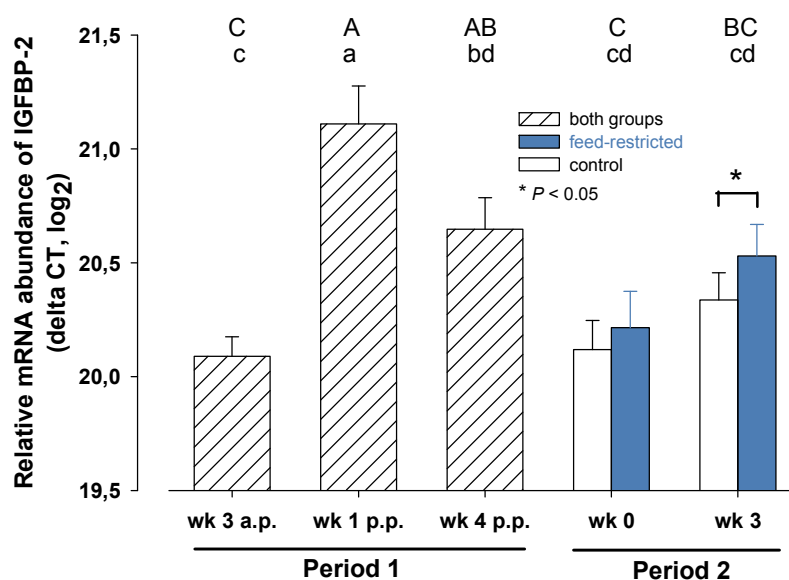 C A AB C BC
c a bd cd cd
21,5
21,0
20,5
20,0
19,5
Relative mRNA abundance of IGFBP-2
(delta CT, log2)
both groups
feed-restricted
control
* P < 0.05
*
wk 3 a.p. wk 1 p.p. wk 4 p.p. wk 0 wk 3
Period 1 Period 2